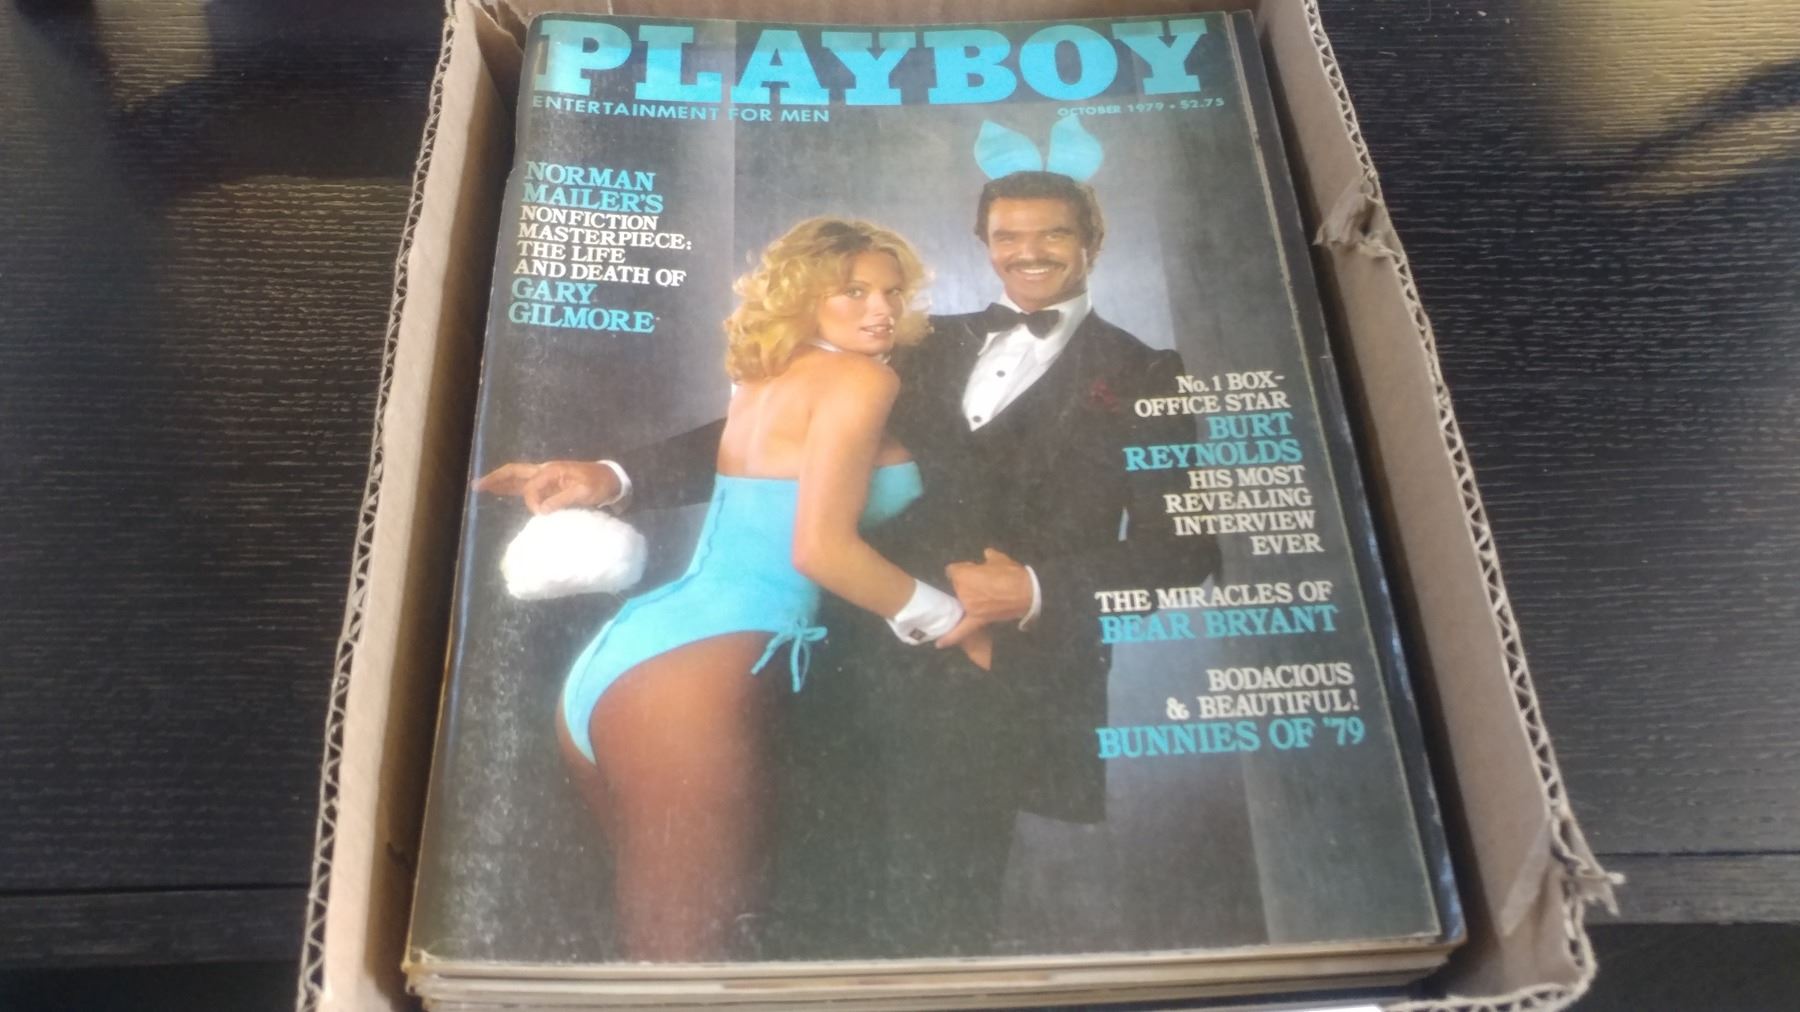 PLAYBOY
ENTERTAINMENT FOR MEN
OCTOBER 1979 • $2.75
NORMAN
MAILER'S
NONFICTION
MASTERPIECE:
THE LIFE
AND DEATH OF
GARY
GILMORE
No. 1 BOX-
OFFICE STAR
BURT
REYNOLDS
HIS MOST
REVEALING
INTERVIEW
EVER
THE MIRACLES OF
BEAR BRYANT
BODACIOUS
& BEAUTIFUL!
BUNNIES OF '79